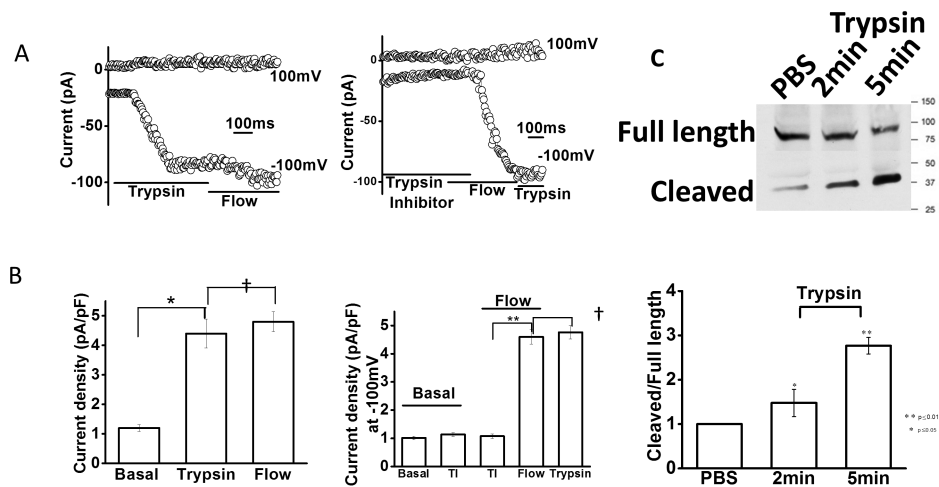 A
Current (pA)
0
-50
-100
100mV
100ms
-100mV
Trypsin
Flow
Current (pA)
0
-50
-100
100mV
100ms
-100mV
Trypsin
Inhibitor
Flow
Trypsin
C
Trypsin
PBS
2min
5min
Full length
Cleaved
150
100
75
50
37
25
B
Current density (pA/pF)
5
4
3
2
1
0
*
†
Basal
Trypsin
Flow
Current density (pA/pF)
at -100mV
5
4
3
2
1
0
Flow
**
†
Basal
Basal
TI
TI
Flow
Trypsin
Cleaved/Full length
4
3
2
1
0
Trypsin
*
**
PBS
2min
5min
** p≤0.01
* p≤0.05